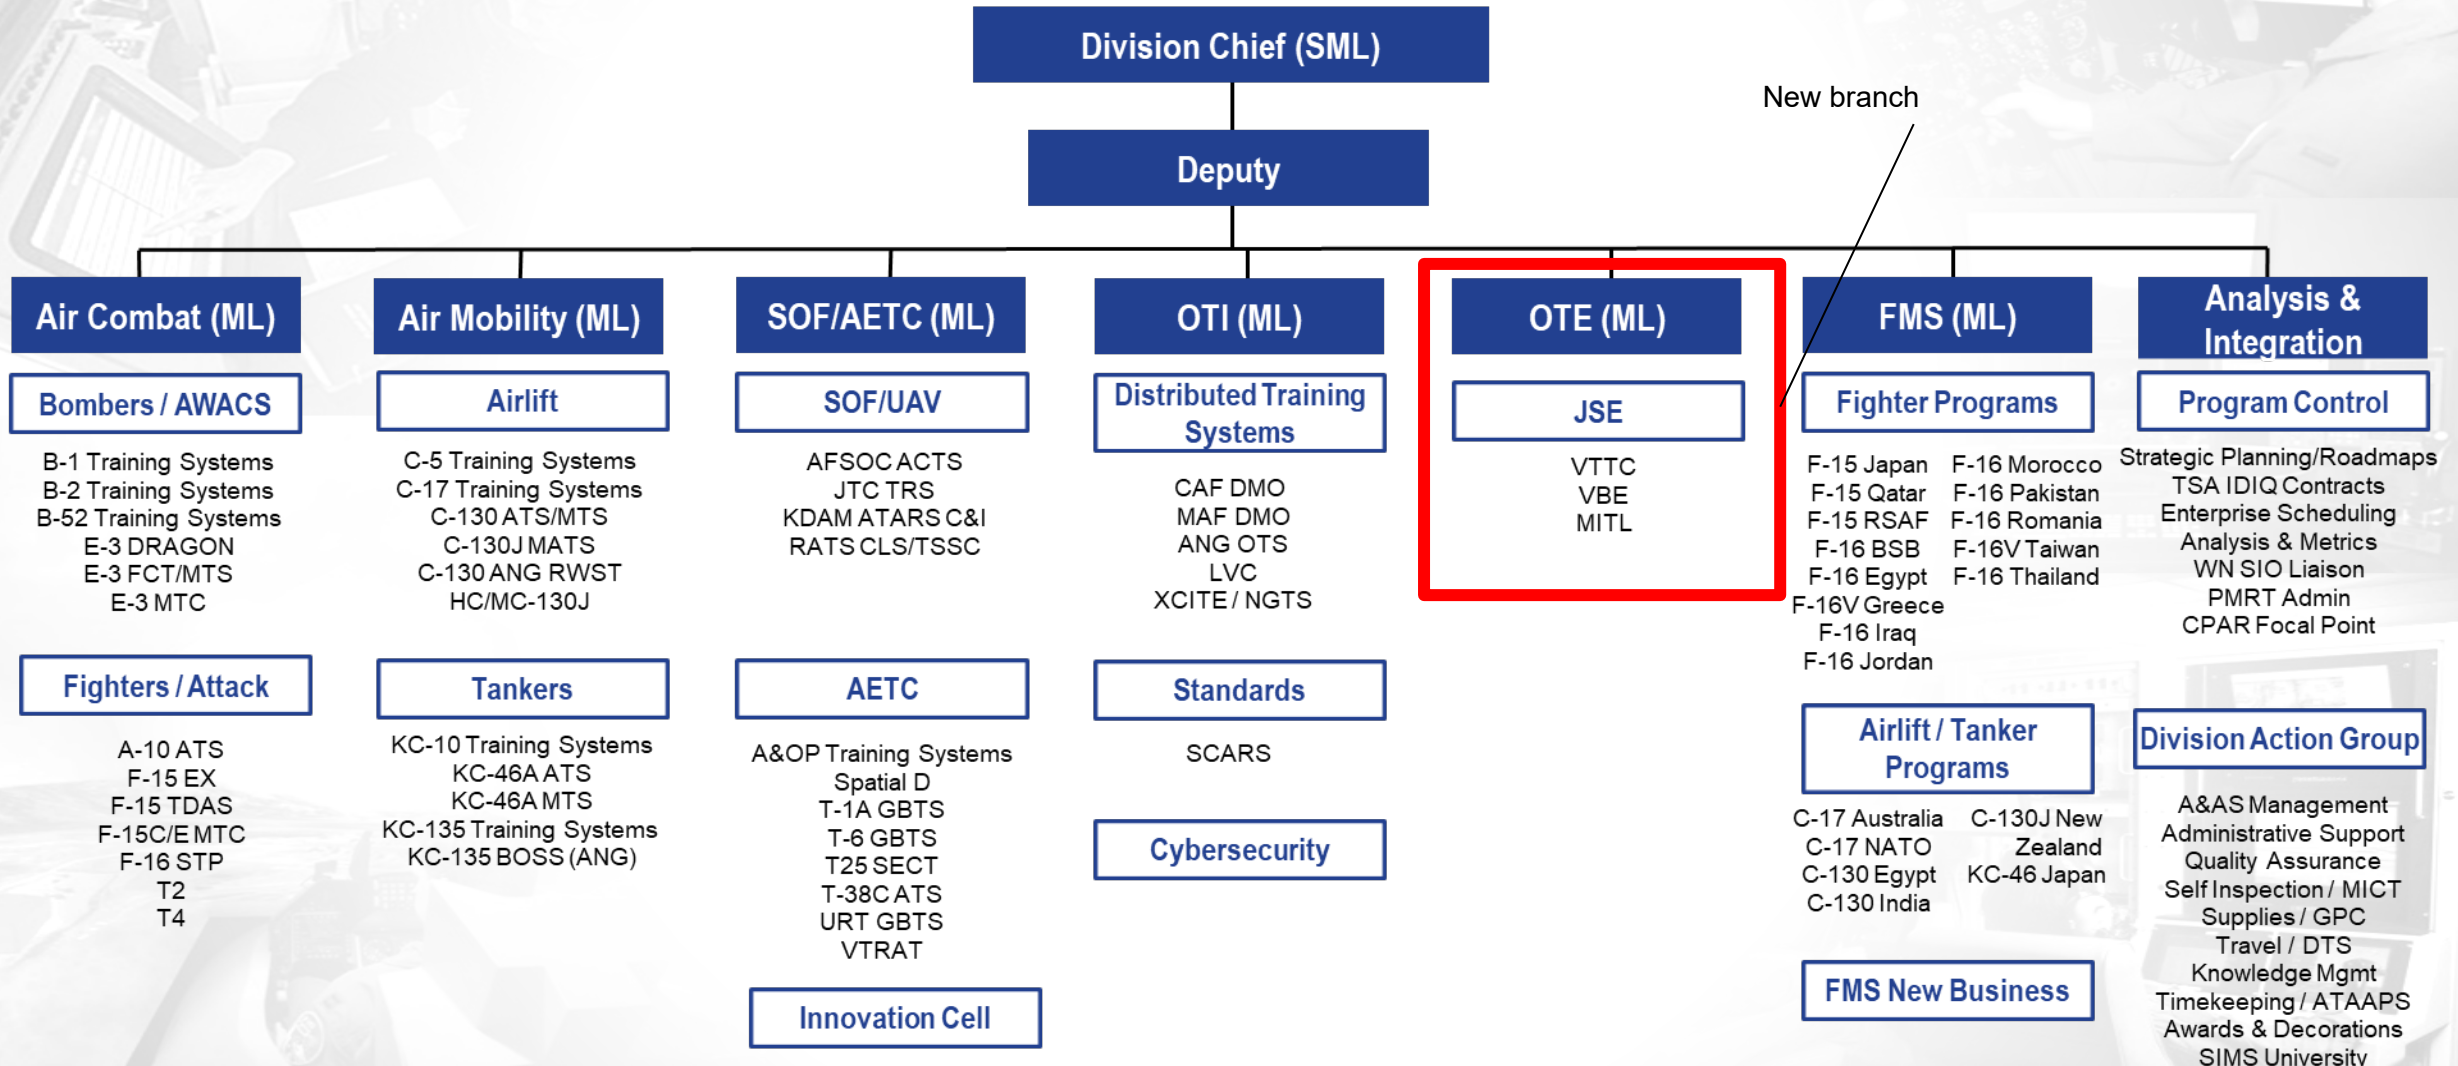 Division Chief (SML)
New branch
Deputy
Air Combat (ML)
Bombers / AWACS
B-1 Training Systems
B-2 Training Systems
B-52 Training Systems
E-3 DRAGON
E-3 FCT/MTS
E-3 MTC
Fighters / Attack
A-10 ATS
F-15 EX
F-15 TDAS
F-15C/E MTC
F-16 STP
T2
T4
Air Mobility (ML)
Airlift
C-5 Training Systems
C-17 Training Systems
C-130 ATS/MTS
C-130J MATS
C-130 ANG RWST
HC/MC-130J
Tankers
KC-10 Training Systems
KC-46A ATS
KC-46A MTS
KC-135 Training Systems
KC-135 BOSS (ANG)
SOF/AETC (ML)
SOF/UAV
AFSOC ACTS
JTC TRS
KDAM ATARS C&I
RATS CLS/TSSC
AETC
A&OP Training Systems
Spatial D
T-1A GBTS
T-6 GBTS
T25 SECT
T-38C ATS
URT GBTS
VTRAT
Innovation Cell
OTI (ML)
Distributed Training
Systems
CAF DMO
MAF DMO
ANG OTS
LVC
XCITE / NGTS
Standards
SCARS
Cybersecurity
OTE (ML)
JSE
VTTC
VBE
MITL
FMS (ML)
Fighter Programs
F-15 Japan
F-15 Qatar
F-15 RSAF
F-16 BSB
F-16 Egypt
F-16V Greece
F-16 Iraq
F-16 Jordan
F-16 Morocco
F-16 Pakistan
F-16 Romania
F-16V Taiwan
F-16 Thailand
Airlift / Tanker
Programs
C-17 Australia
C-17 NATO
C-130 Egypt
C-130 India
C-130J New
Zealand
KC-46 Japan
FMS New Business
Analysis &
Integration
Program Control
Strategic Planning/Roadmaps
TSA IDIQ Contracts
Enterprise Scheduling
Analysis & Metrics
WN SIO Liaison
PMRT Admin
CPAR Focal Point
Division Action Group
A&AS Management
Administrative Support
Quality Assurance
Self Inspection / MICT
Supplies / GPC
Travel / DTS
Knowledge Mgmt
Timekeeping / ATAAPS
Awards & Decorations
SIMS University